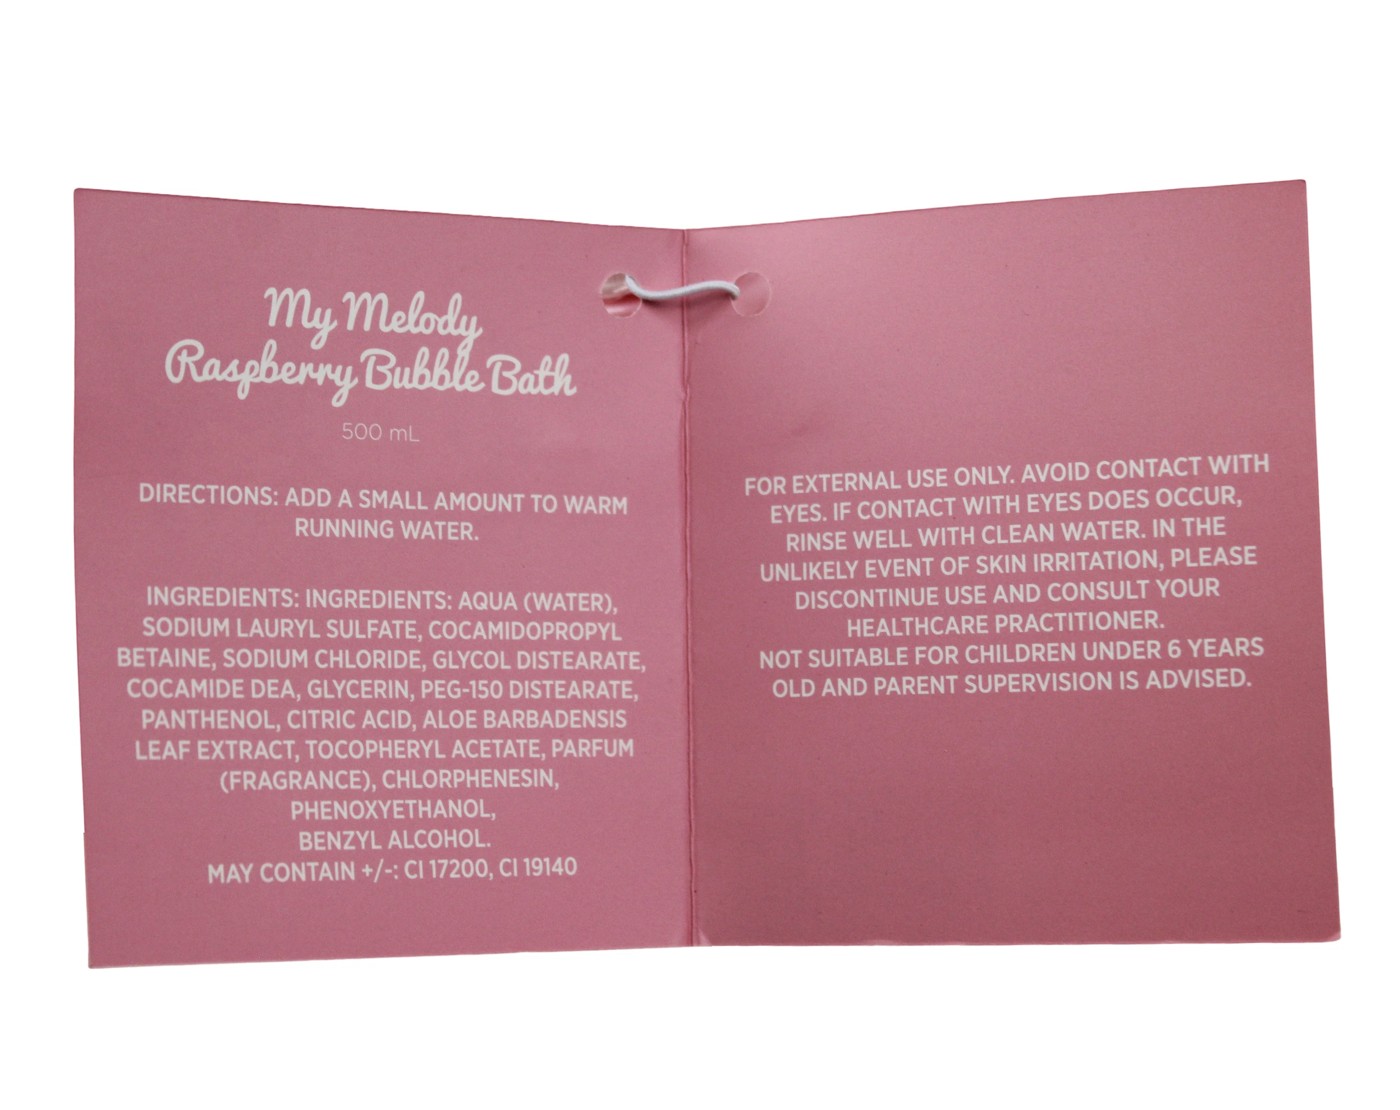 My Melody
Raspberry Bubble Bath
500 mL
DIRECTIONS: ADD A SMALL AMOUNT TO WARM
RUNNING WATER.
INGREDIENTS: INGREDIENTS: AQUA (WATER),
SODIUM LAURYL SULFATE, COCAMIDOPROPYL
BETAINE, SODIUM CHLORIDE, GLYCOL DISTEARATE,
COCAMIDE DEA, GLYCERIN, PEG-150 DISTEARATE,
PANTHENOL, CITRIC ACID, ALOE BARBADENSIS
LEAF EXTRACT, TOCOPHERYL ACETATE, PARFUM
(FRAGRANCE), CHLORPHENESIN,
PHENOXYETHANOL,
BENZYL ALCOHOL.
MAY CONTAIN +/-: CI 17200, CI 19140
FOR EXTERNAL USE ONLY. AVOID CONTACT WITH
EYES. IF CONTACT WITH EYES DOES OCCUR,
RINSE WELL WITH CLEAN WATER. IN THE
UNLIKELY EVENT OF SKIN IRRITATION, PLEASE
DISCONTINUE USE AND CONSULT YOUR
HEALTHCARE PRACTITIONER.
NOT SUITABLE FOR CHILDREN UNDER 6 YEARS
OLD AND PARENT SUPERVISION IS ADVISED.